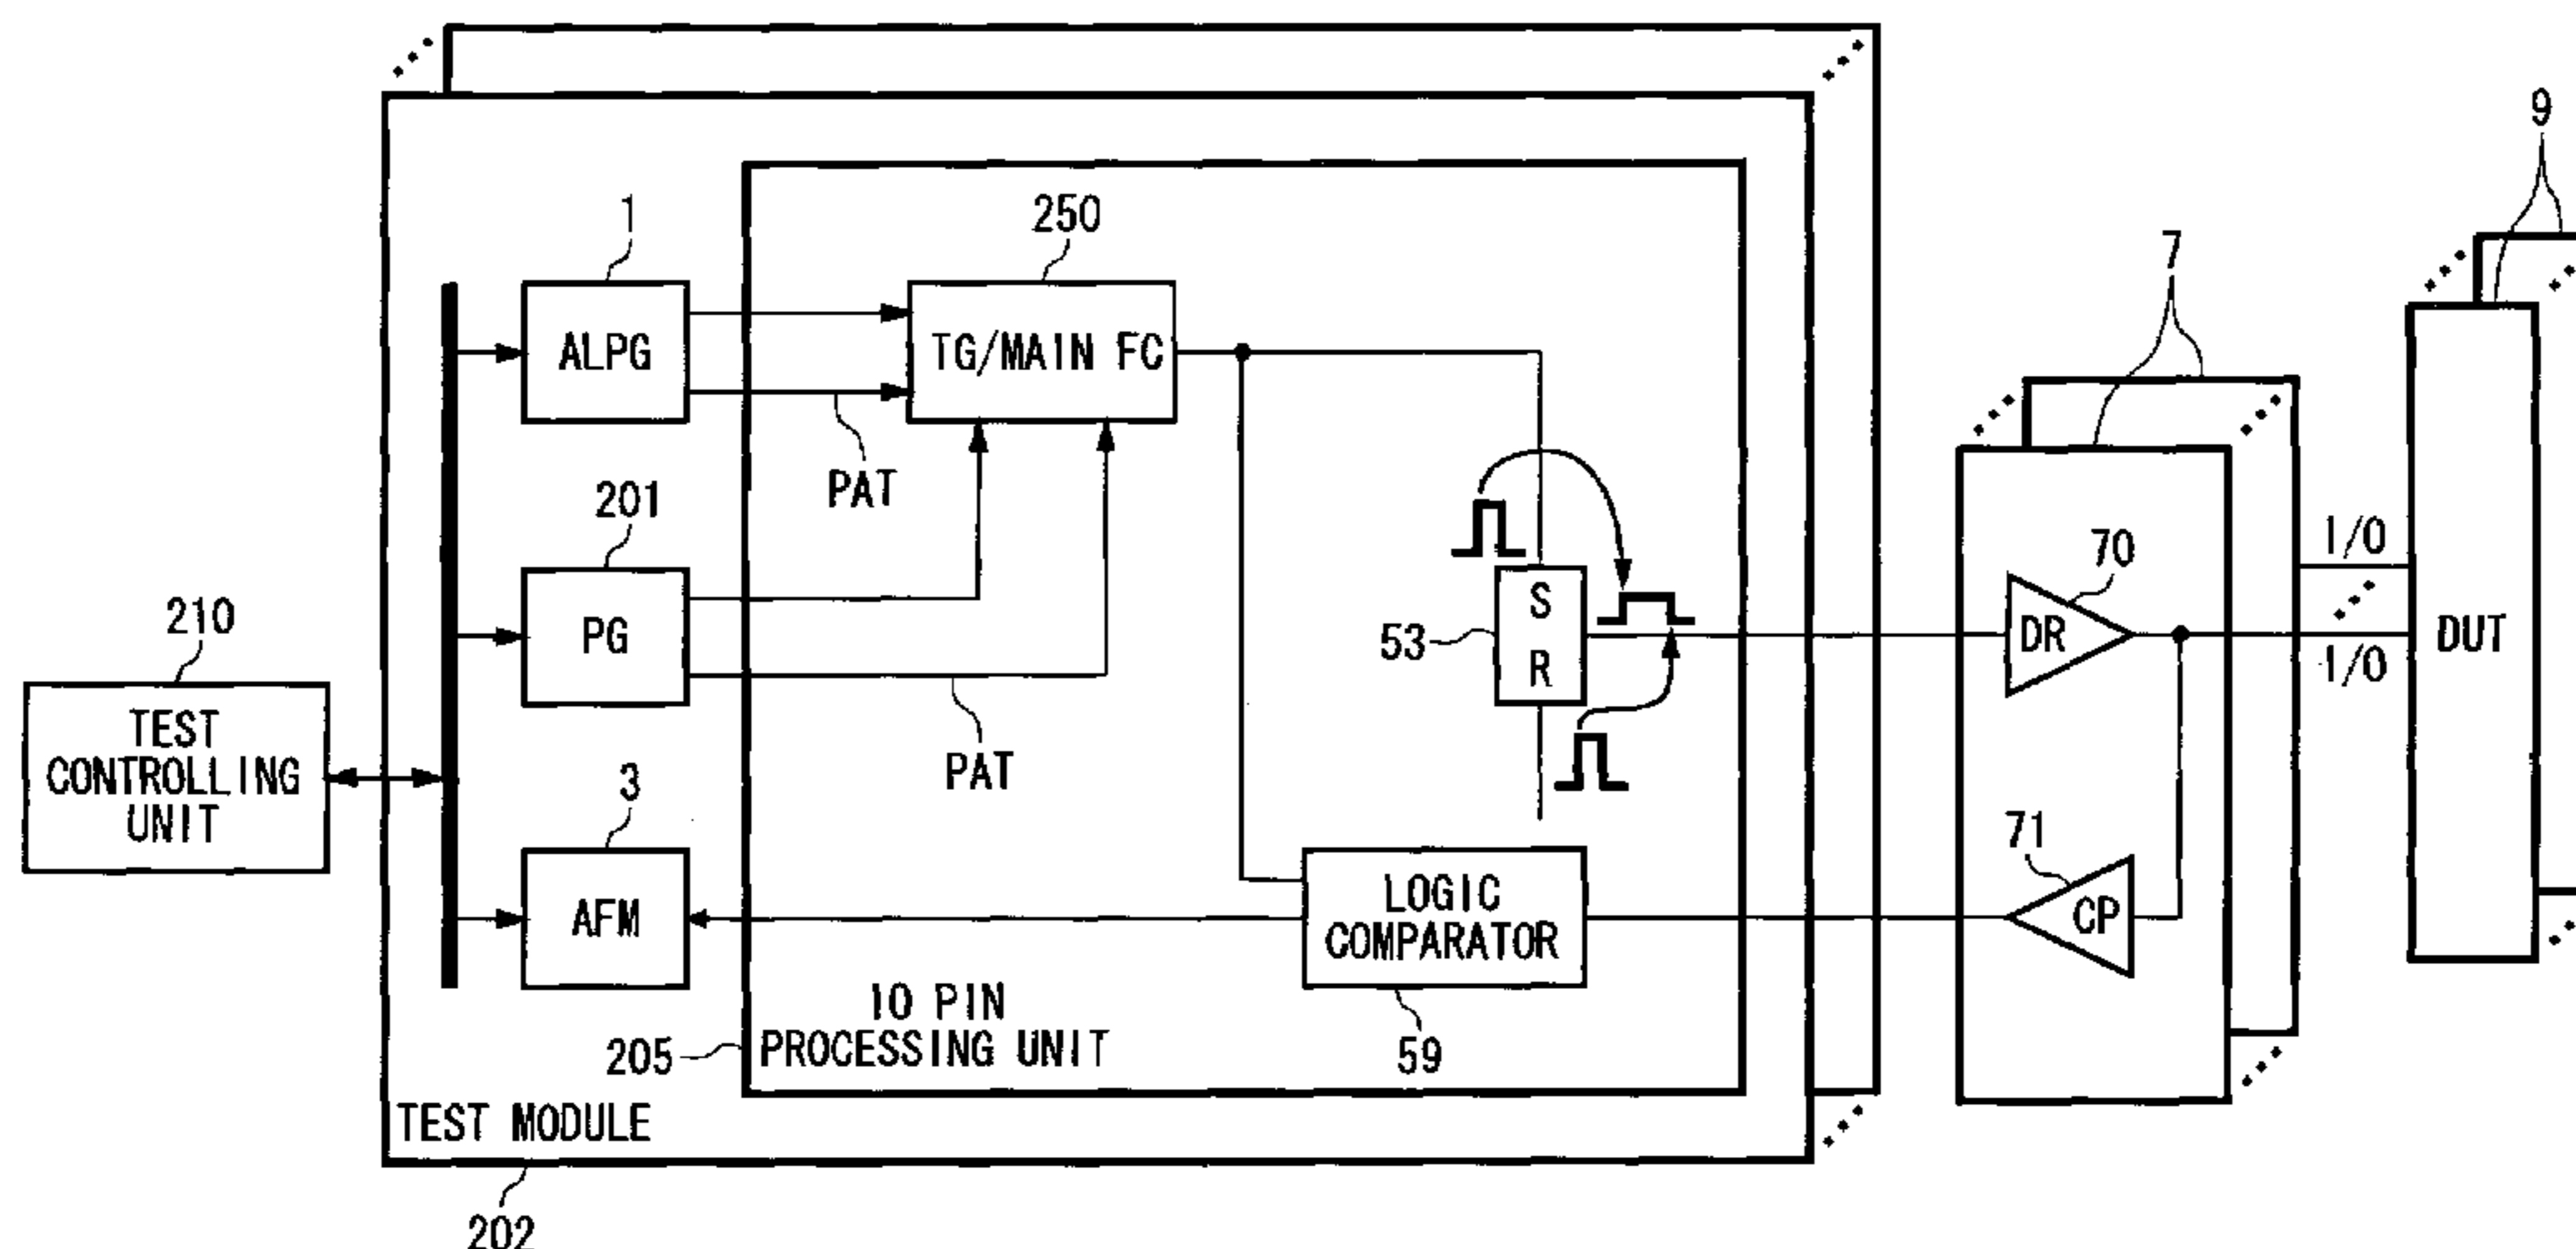 9
1
250
7
ALPG
TG/MAIN FC
PAT
201
I/O
70
S
R
53
DR
I/O
DUT
PG
210
TEST
CONTROLLING
UNIT
PAT
3
71
AFM
LOGIC
COMPARATOR
CP
IO PIN
PROCESSING UNIT
205
59
TEST MODULE
202